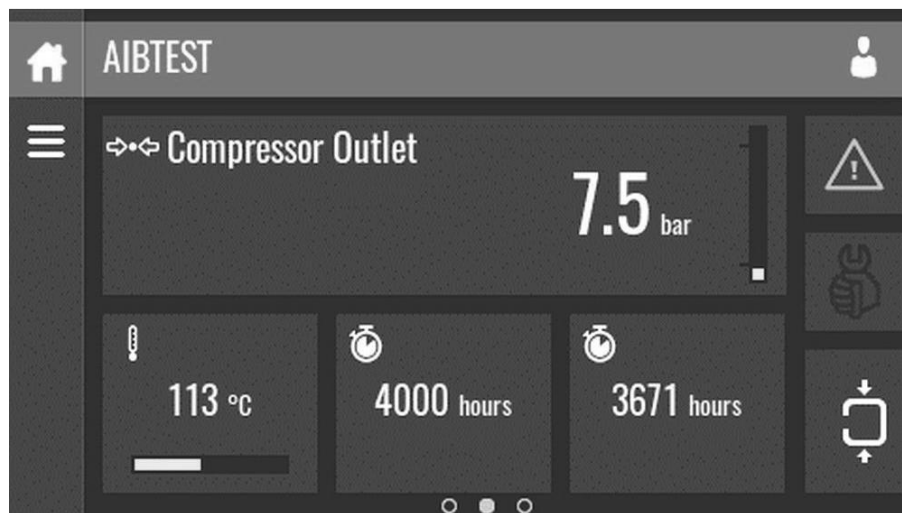 AIBTEST
Compressor Outlet
7.5 bar
113 °C
4000 hours
3671 hours